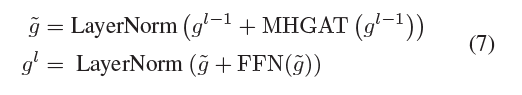 g̃ = LayerNorm (g^{l−1} + MHGAT (g^{l−1}))
g^l = LayerNorm (g̃ + FFN(g̃))
(7)